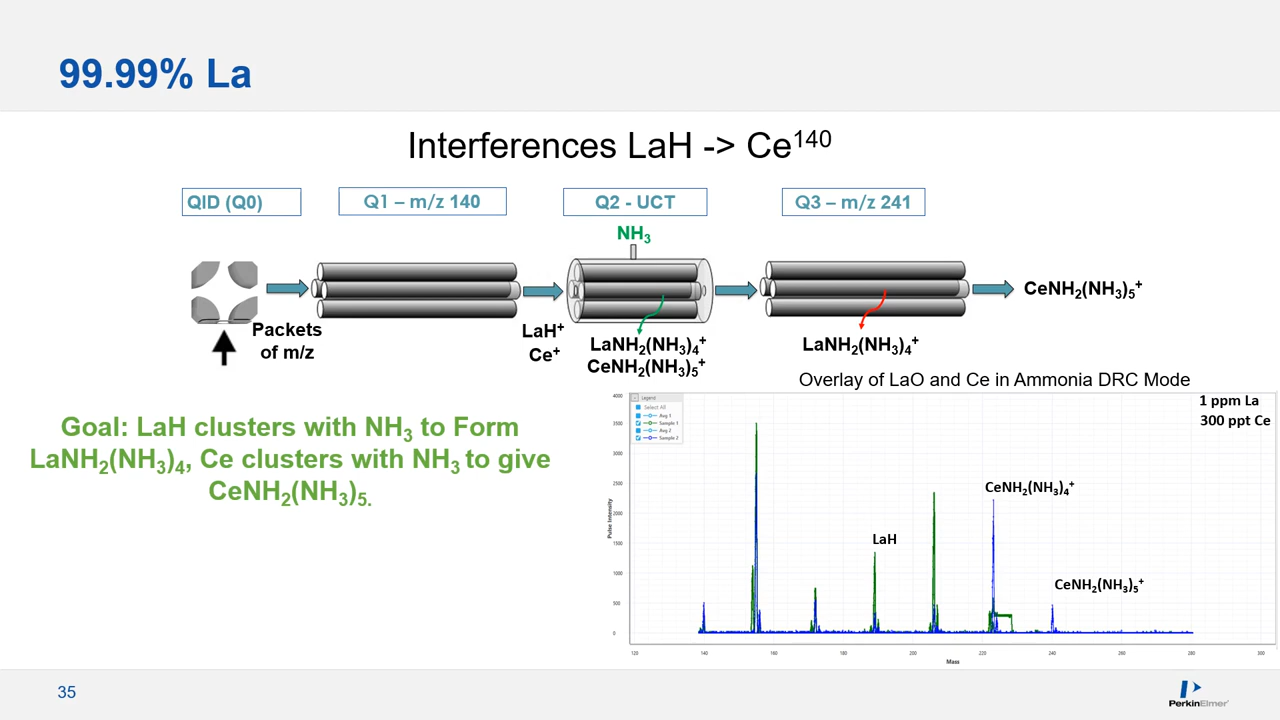 99.99% La
Interferences LaH -> Ce¹⁴⁰
QID (Q0)
Q1 – m/z 140
Q2 - UCT
Q3 – m/z 241
NH₃
Packets
of m/z
LaH⁺
Ce⁺
LaNH₂(NH₃)₄⁺
CeNH₂(NH₃)₅⁺
LaNH₂(NH₃)₄⁺
CeNH₂(NH₃)₅⁺
Goal: LaH clusters with NH₃ to Form
LaNH₂(NH₃)₄, Ce clusters with NH₃ to give
CeNH₂(NH₃)₅.
Overlay of LaO and Ce in Ammonia DRC Mode
1 ppm La
300 ppt Ce
Legend
Select All
Avg 1
Sample 1
Avg 2
Sample 2
CeNH₂(NH₃)₄⁺
LaH
CeNH₂(NH₃)₅⁺
Pulse Intensity
4000
3500
3000
2500
2000
1500
1000
500
0
120 140 160 180 200 220 240 260 280 300
Mass
35
PerkinElmer